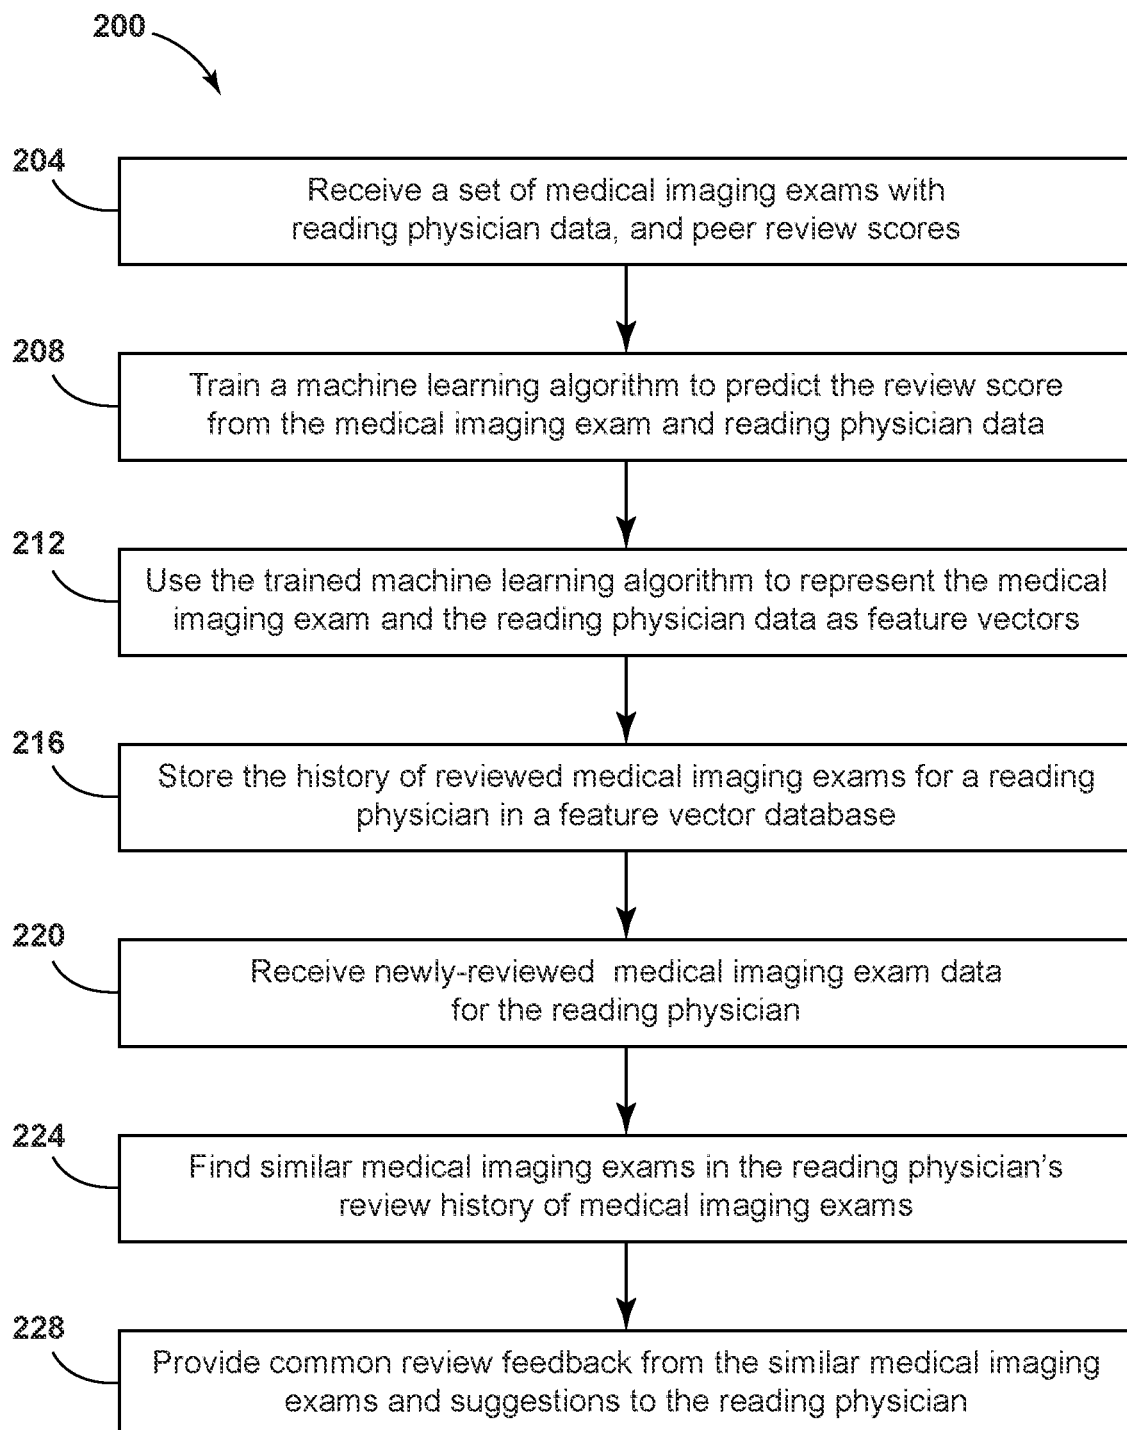 200
204
Receive a set of medical imaging exams with
reading physician data, and peer review scores
208
Train a machine learning algorithm to predict the review score
from the medical imaging exam and reading physician data
212
Use the trained machine learning algorithm to represent the medical
imaging exam and the reading physician data as feature vectors
216
Store the history of reviewed medical imaging exams for a reading
physician in a feature vector database
220
Receive newly-reviewed medical imaging exam data
for the reading physician
224
Find similar medical imaging exams in the reading physician's
review history of medical imaging exams
228
Provide common review feedback from the similar medical imaging
exams and suggestions to the reading physician